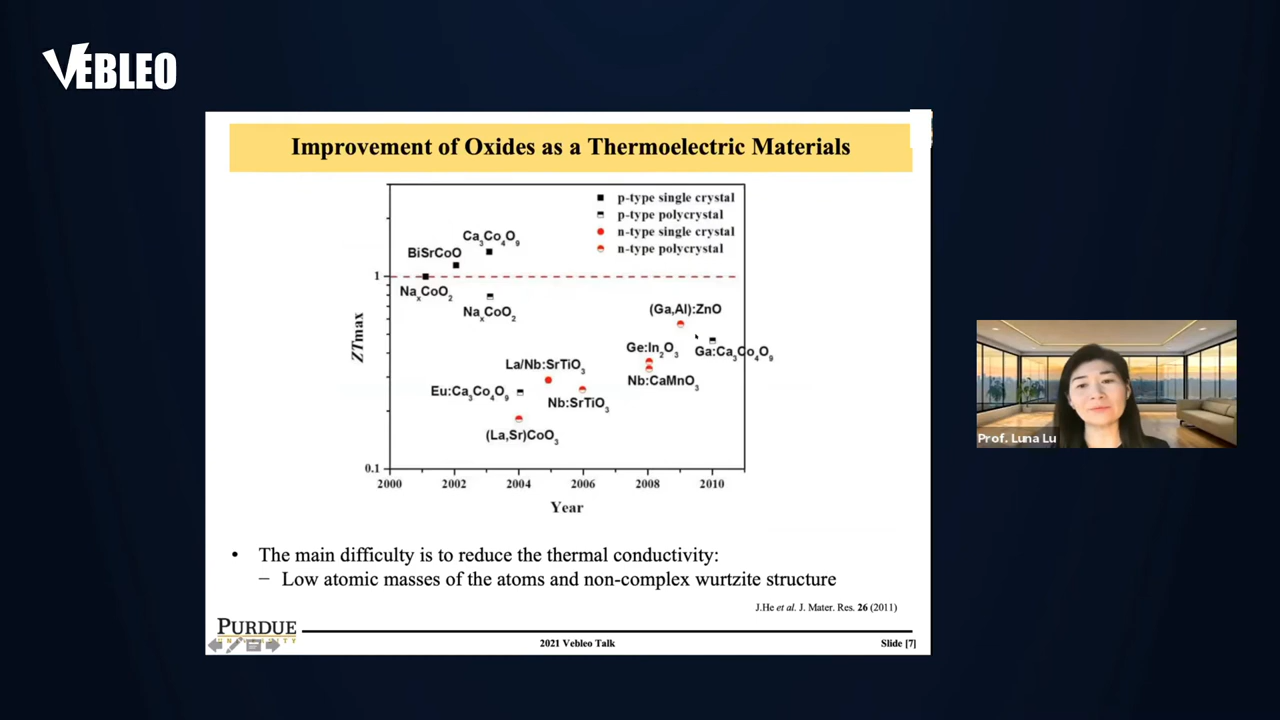 VEBLEO
Improvement of Oxides as a Thermoelectric Materials
p-type single crystal
p-type polycrystal
n-type single crystal
n-type polycrystal
Ca3Co4O9
BiSrCoO
1
NaxCoO2
NaxCoO2
(Ga,Al):ZnO
ZTmax
Ge:In2O3
Ga:Ca3Co4O9
La/Nb:SrTiO3
Nb:CaMnO3
Eu:Ca3Co4O9
Nb:SrTiO3
(La,Sr)CoO3
0.1
2000 2002 2004 2006 2008 2010
Year
Prof. Luna Lu
• The main difficulty is to reduce the thermal conductivity:
– Low atomic masses of the atoms and non-complex wurtzite structure
J.He et al. J. Mater. Res. 26 (2011)
PURDUE
UNIVERSITY
2021 Vebleo Talk
Slide [7]